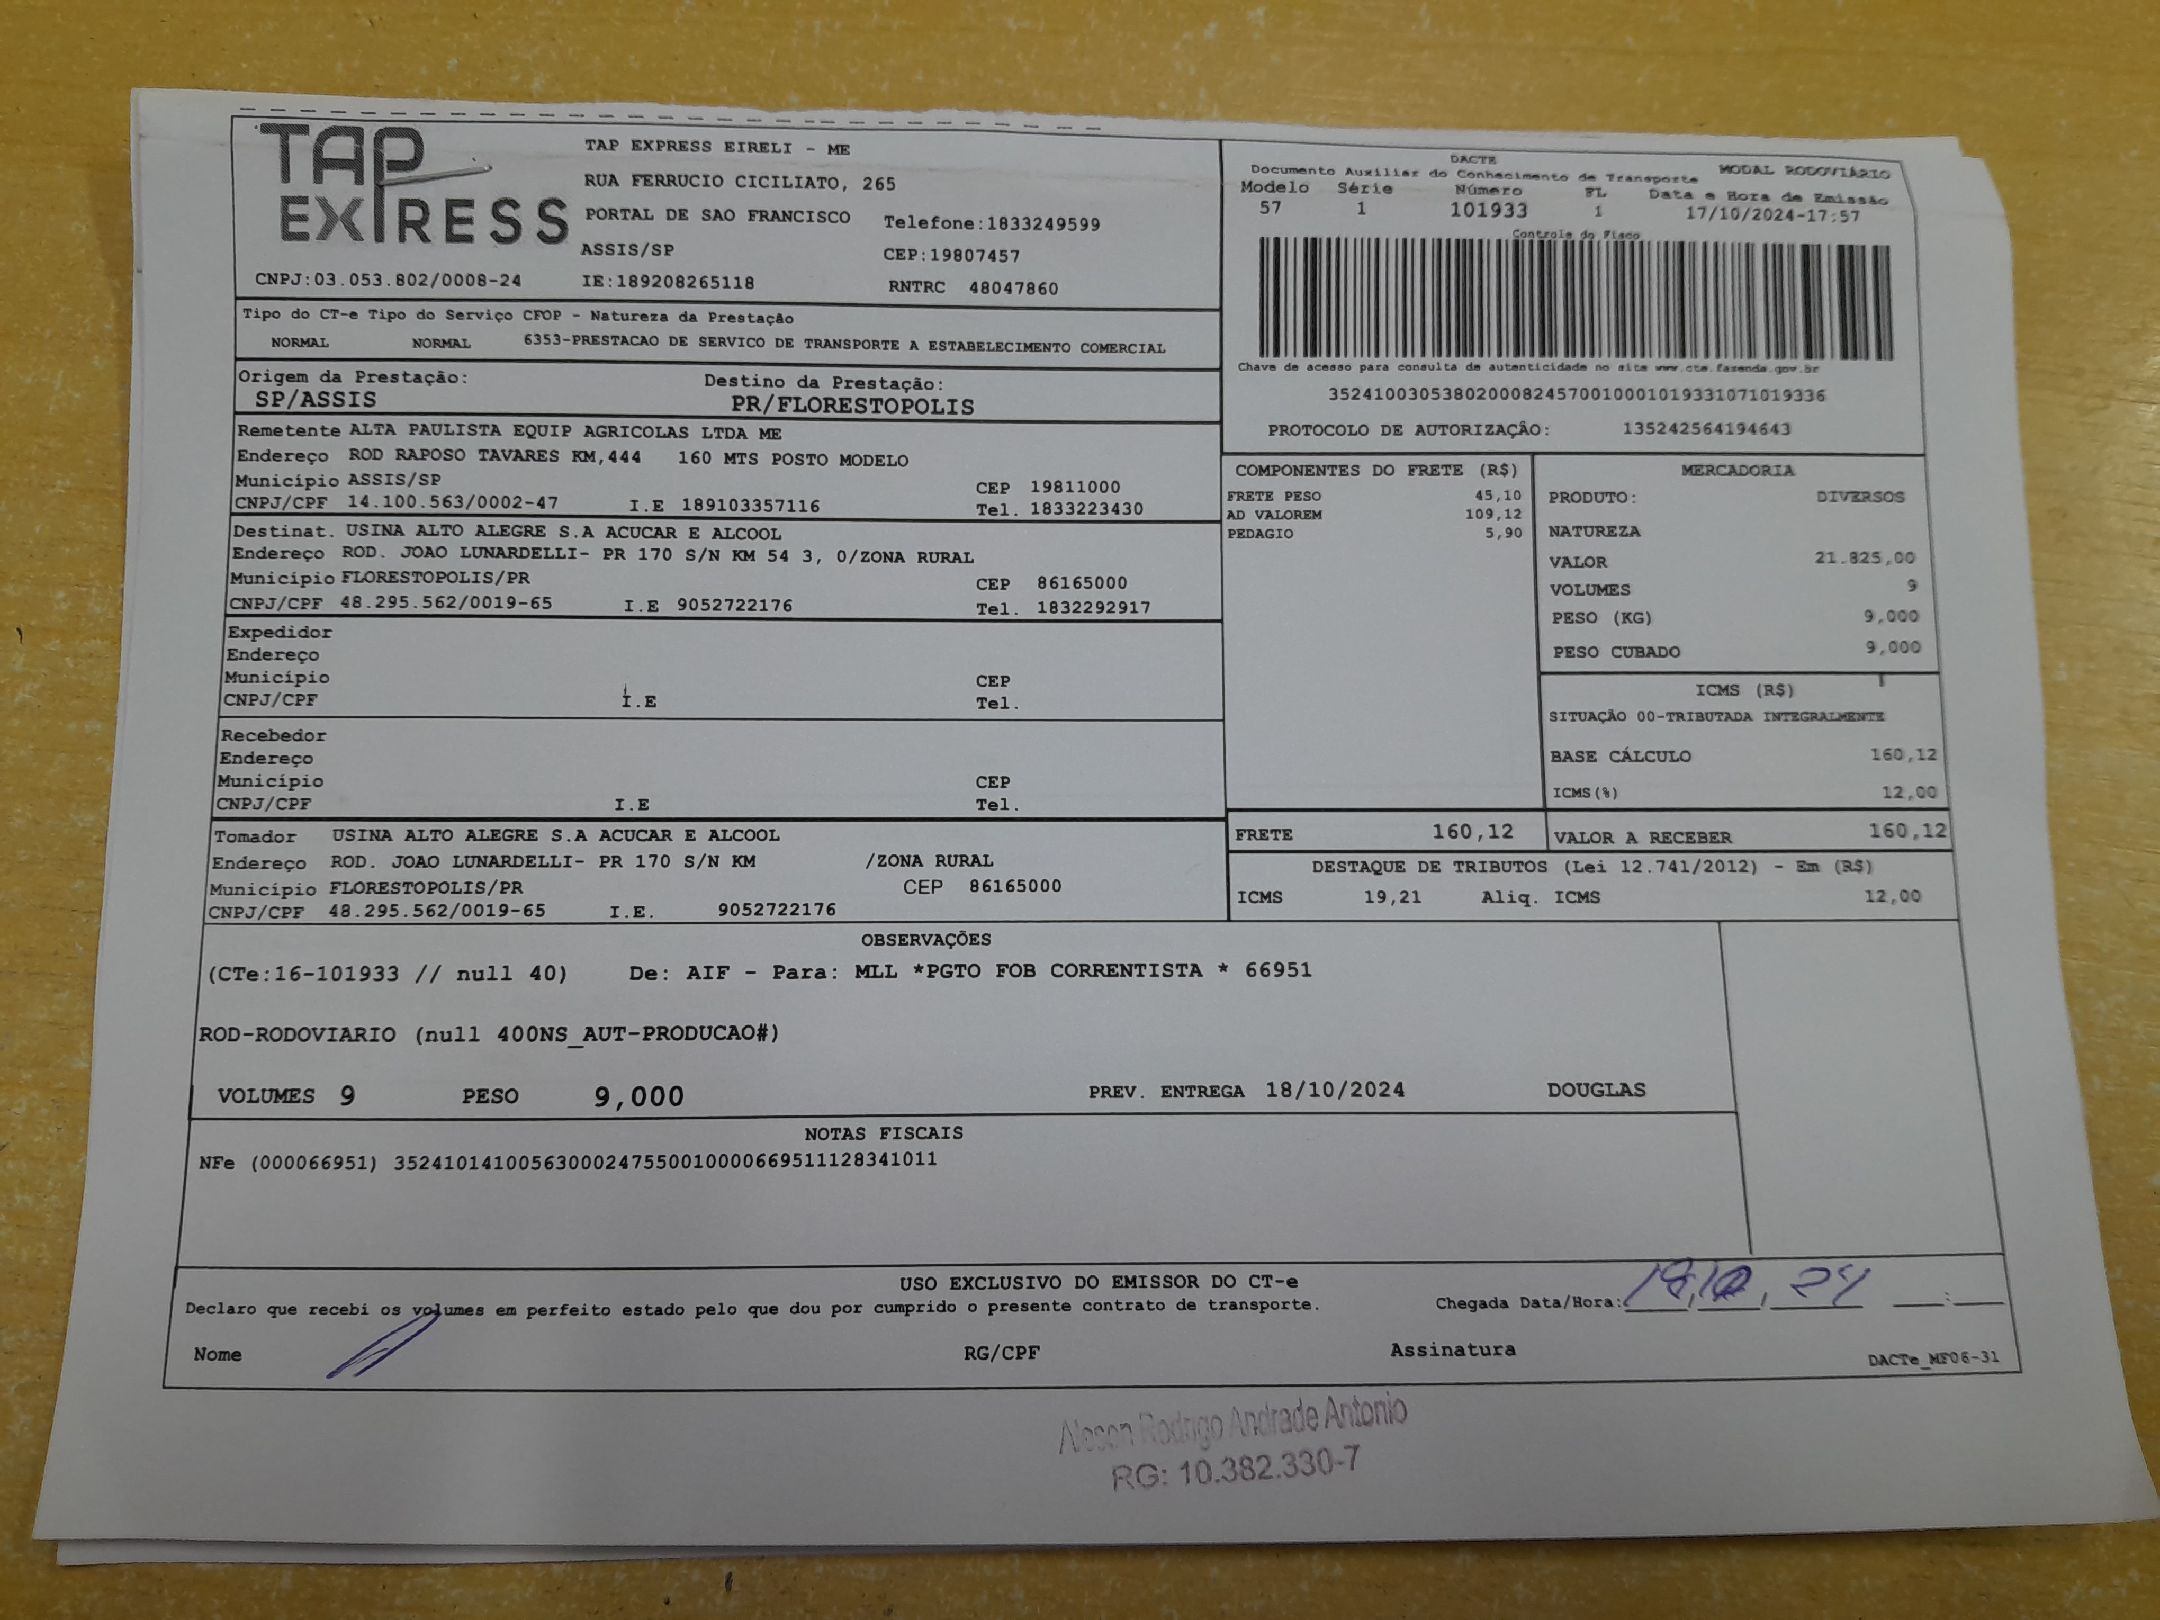 TAP EXPRESS
TAP EXPRESS EIRELI - ME
RUA FERRUCIO CICILIATO, 265
PORTAL DE SAO FRANCISCO Telefone:1833249599
ASSIS/SP CEP:19807457
CNPJ:03.053.802/0008-24 IE:189208265118 RNTRC 48047860
DACTE
Documento Auxiliar do Conhecimento de Transporte MODAL RODOVIÁRIO
Modelo Série Número FL Data e Hora de Emissão
57 1 101933 1 17/10/2024-17:57
Controle do Fisco
Chave de acesso para consulta de autenticidade no site www.cte.fazenda.gov.br
35241003053802000824570010001019331071019336
PROTOCOLO DE AUTORIZAÇÃO: 135242564194643
Tipo do CT-e Tipo do Serviço CFOP - Natureza da Prestação
NORMAL NORMAL 6353-PRESTACAO DE SERVICO DE TRANSPORTE A ESTABELECIMENTO COMERCIAL
Origem da Prestação: Destino da Prestação:
SP/ASSIS PR/FLORESTOPOLIS
Remetente ALTA PAULISTA EQUIP AGRICOLAS LTDA ME
Endereço ROD RAPOSO TAVARES KM,444 160 MTS POSTO MODELO
Município ASSIS/SP CEP 19811000
CNPJ/CPF 14.100.563/0002-47 I.E 189103357116 Tel. 1833223430
Destinat. USINA ALTO ALEGRE S.A ACUCAR E ALCOOL
Endereço ROD. JOAO LUNARDELLI- PR 170 S/N KM 54 3, 0/ZONA RURAL
Município FLORESTOPOLIS/PR CEP 86165000
CNPJ/CPF 48.295.562/0019-65 I.E 9052722176 Tel. 1832292917
Expedidor
Endereço
Município CEP
CNPJ/CPF I.E Tel.
Recebedor
Endereço
Município CEP
CNPJ/CPF I.E Tel.
Tomador USINA ALTO ALEGRE S.A ACUCAR E ALCOOL
Endereço ROD. JOAO LUNARDELLI- PR 170 S/N KM /ZONA RURAL
Município FLORESTOPOLIS/PR CEP 86165000
CNPJ/CPF 48.295.562/0019-65 I.E. 9052722176
COMPONENTES DO FRETE (R$)
FRETE PESO 45,10
AD VALOREM 109,12
PEDAGIO 5,90
MERCADORIA
PRODUTO: DIVERSOS
NATUREZA
VALOR 21.825,00
VOLUMES 9
PESO (KG) 9,000
PESO CUBADO 9,000
ICMS (R$)
SITUAÇÃO 00-TRIBUTADA INTEGRALMENTE
BASE CÁLCULO 160,12
ICMS(%) 12,00
FRETE 160,12 VALOR A RECEBER 160,12
DESTAQUE DE TRIBUTOS (Lei 12.741/2012) - Em (R$)
ICMS 19,21 Aliq. ICMS 12,00
OBSERVAÇÕES
(CTe:16-101933 // null 40) De: AIF - Para: MLL *PGTO FOB CORRENTISTA * 66951
ROD-RODOVIARIO (null 400NS_AUT-PRODUCAO#)
VOLUMES 9 PESO 9,000 PREV. ENTREGA 18/10/2024 DOUGLAS
NOTAS FISCAIS
NFe (000066951) 35241014100563000247550010000669511128341011
USO EXCLUSIVO DO EMISSOR DO CT-e
Declaro que recebi os volumes em perfeito estado pelo que dou por cumprido o presente contrato de transporte. Chegada Data/Hora: 24
Nome RG/CPF Assinatura DACTe_MF06-31
Rodrigo Andrade Antonio
RG: 10.382.330-7